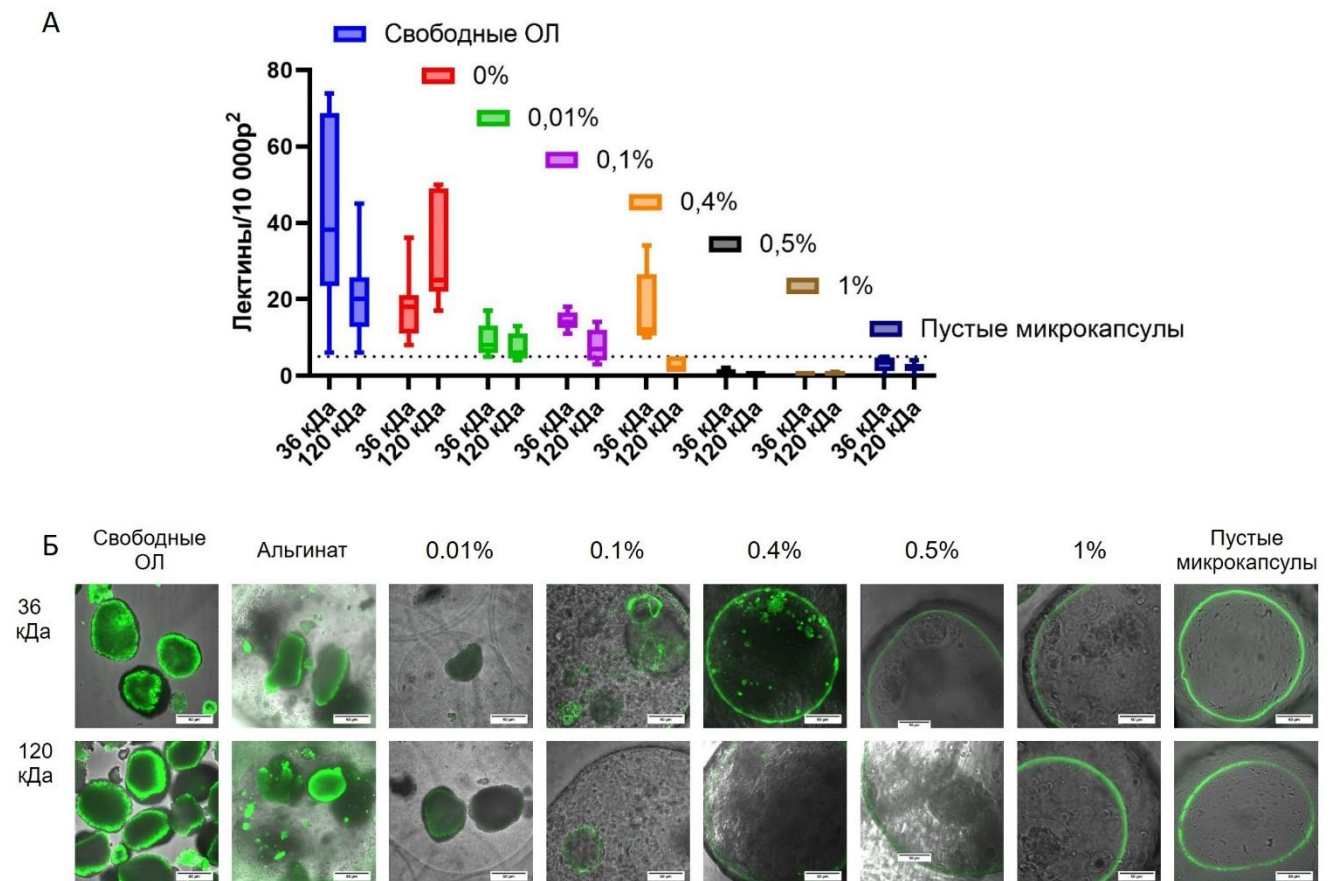 А
Свободные ОЛ
0%
0,01%
0,1%
0,4%
0,5%
1%
Пустые микрокапсулы
Лектины/10 000р²
80
60
40
20
0
36 кДа
120 кДа
36 кДа
120 кДа
36 кДа
120 кДа
36 кДа
120 кДа
36 кДа
120 кДа
36 кДа
120 кДа
36 кДа
120 кДа
36 кДа
120 кДа
Б
Свободные
ОЛ
Альгинат
0.01%
0.1%
0.4%
0.5%
1%
Пустые
микрокапсулы
36
кДа
120
кДа